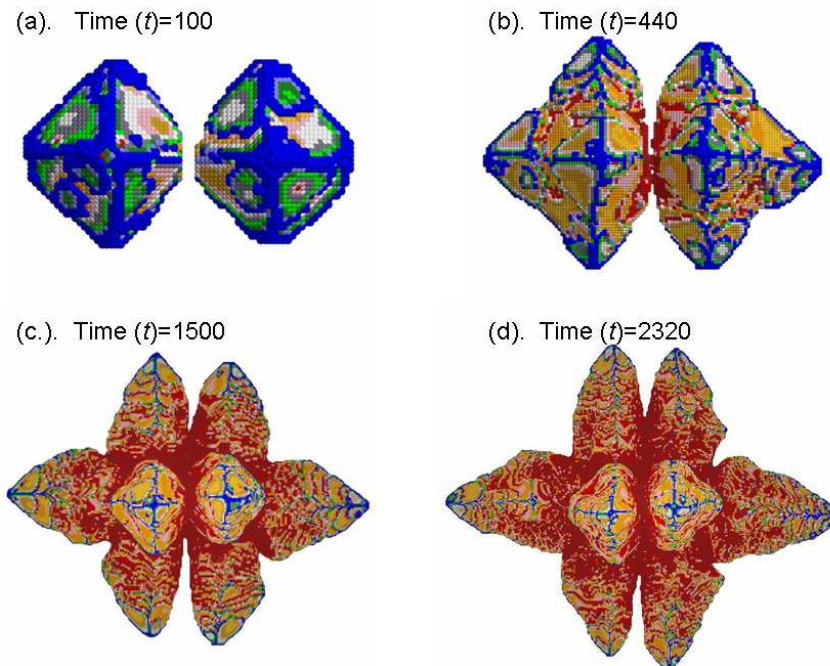 (a). Time (t)=100
(b). Time (t)=440
(c.). Time (t)=1500
(d). Time (t)=2320